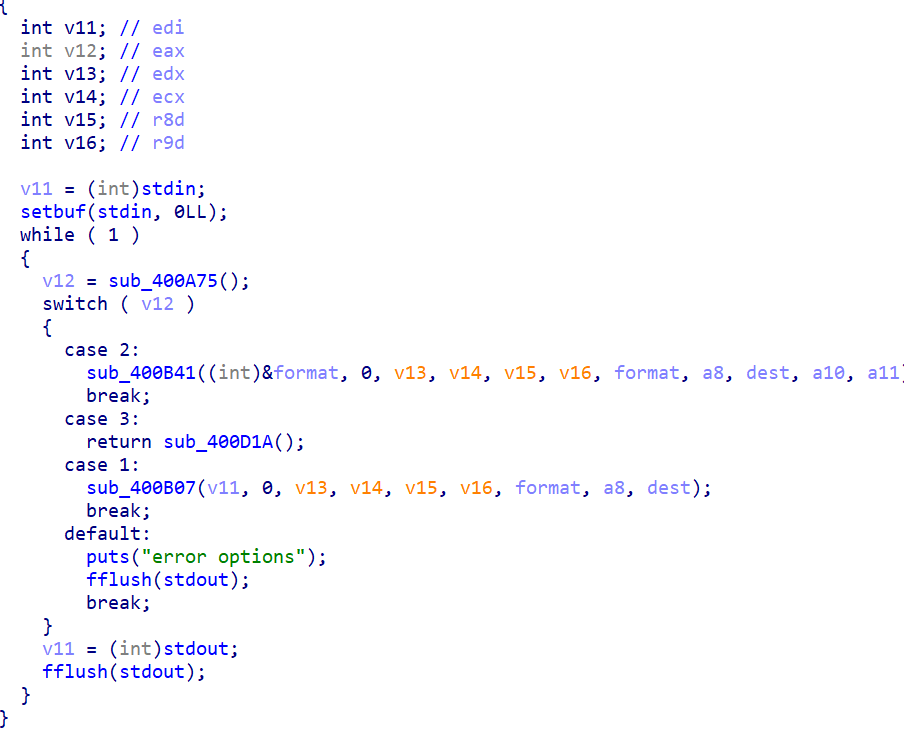 {
  int v11; // edi
  int v12; // eax
  int v13; // edx
  int v14; // ecx
  int v15; // r8d
  int v16; // r9d

  v11 = (int)stdin;
  setbuf(stdin, 0LL);
  while ( 1 )
  {
    v12 = sub_400A75();
    switch ( v12 )
    {
      case 2:
        sub_400B41((int)&format, 0, v13, v14, v15, v16, format, a8, dest, a10, a11)
        break;
      case 3:
        return sub_400D1A();
      case 1:
        sub_400B07(v11, 0, v13, v14, v15, v16, format, a8, dest);
        break;
      default:
        puts("error options");
        fflush(stdout);
        break;
    }
    v11 = (int)stdout;
    fflush(stdout);
  }
}